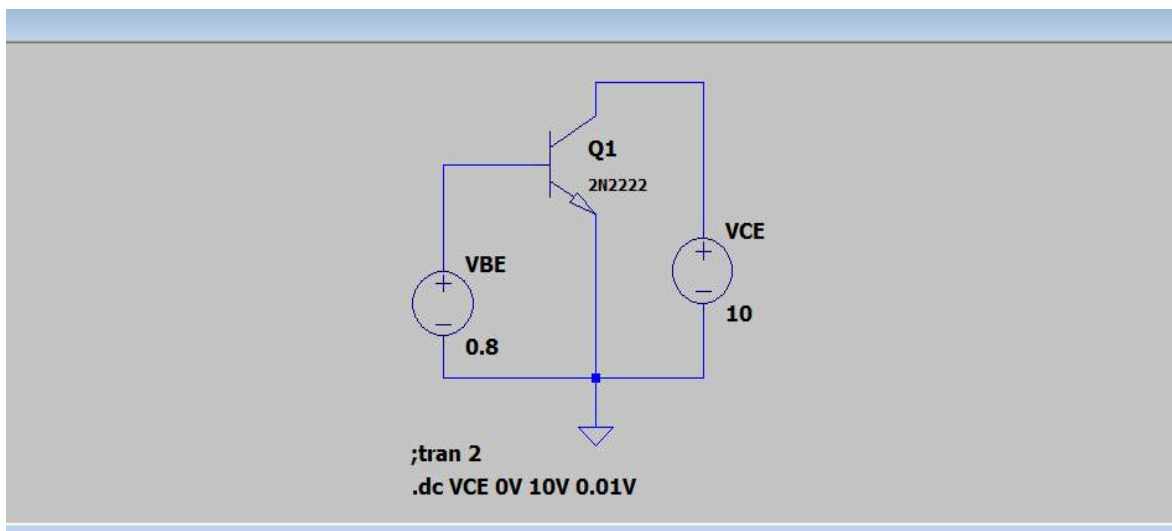 Q1
2N2222
VCE
VBE
10
0.8
;tran 2
.dc VCE 0V 10V 0.01V